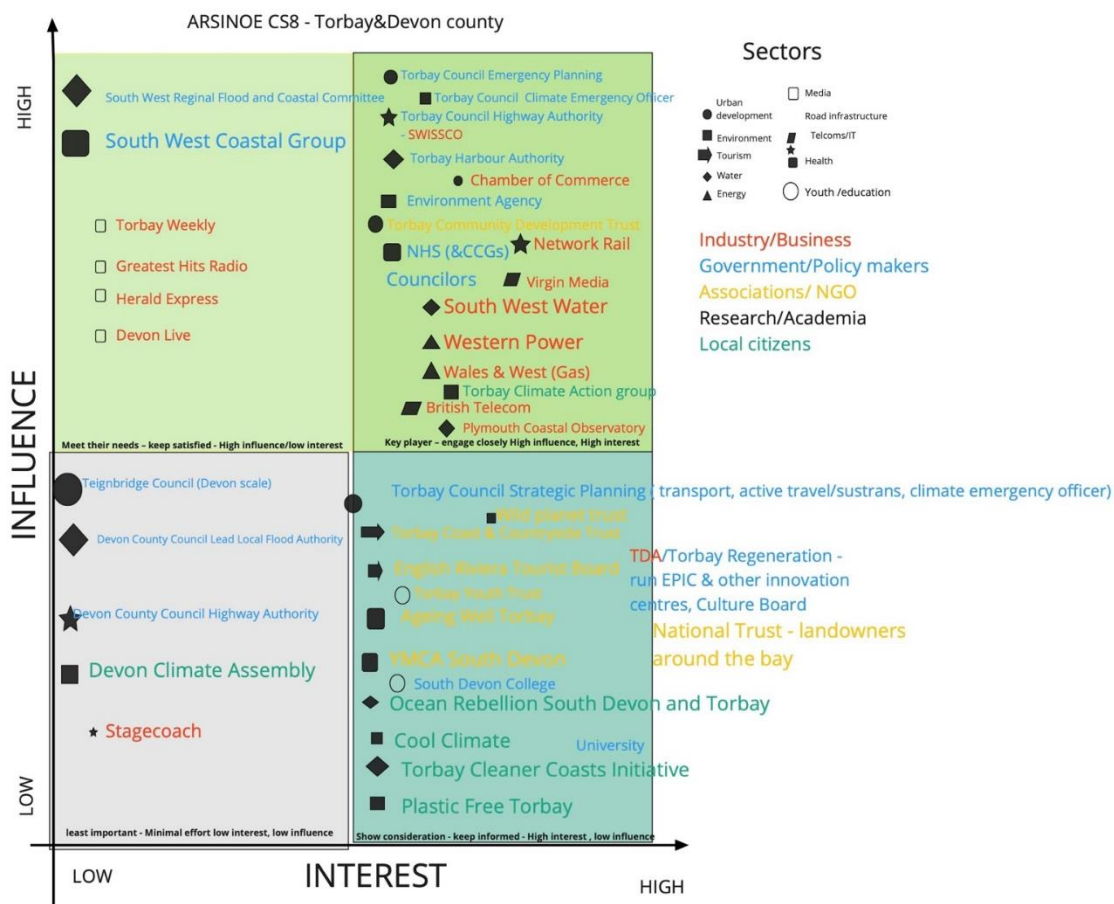 ARSINOE CS8 - Torbay&Devon county
HIGH
INFLUENCE
LOW
South West Reginal Flood and Coastal Committee
South West Coastal Group
Torbay Weekly
Greatest Hits Radio
Herald Express
Devon Live
Meet their needs – keep satisfied - High influence/low interest
Torbay Council Emergency Planning
Torbay Council Climate Emergency Officer
Torbay Council Highway Authority
- SWISSCO
Torbay Harbour Authority
Chamber of Commerce
Environment Agency
Torbay Community Development Trust
Network Rail
NHS (&CCGs)
Councilors
Virgin Media
South West Water
Western Power
Wales & West (Gas)
Torbay Climate Action group
British Telecom
Plymouth Coastal Observatory
Key player – engage closely High influence, High interest
Teignbridge Council (Devon scale)
Devon County Council Lead Local Flood Authority
Devon County Council Highway Authority
Devon Climate Assembly
Stagecoach
least important - Minimal effort low interest, low influence
Torbay Council Strategic Planning ( transport, active travel/sustrans, climate emergency officer)
Wild planet trust
Torbay Coast & Countryside Trust
English Riviera Tourist Board
Torbay Youth Trust
Ageing Well Torbay
YMCA South Devon
South Devon College
Ocean Rebellion South Devon and Torbay
Cool Climate
University
Torbay Cleaner Coasts Initiative
Plastic Free Torbay
Show consideration - keep informed - High interest , low influence
TDA/Torbay Regeneration -
run EPIC & other innovation
centres, Culture Board
National Trust - landowners
around the bay
LOW
INTEREST
HIGH
Sectors
Urban
development
Environment
Tourism
Water
Energy
Media
Road infrastructure
Telcoms/IT
Health
Youth /education
Industry/Business
Government/Policy makers
Associations/ NGO
Research/Academia
Local citizens